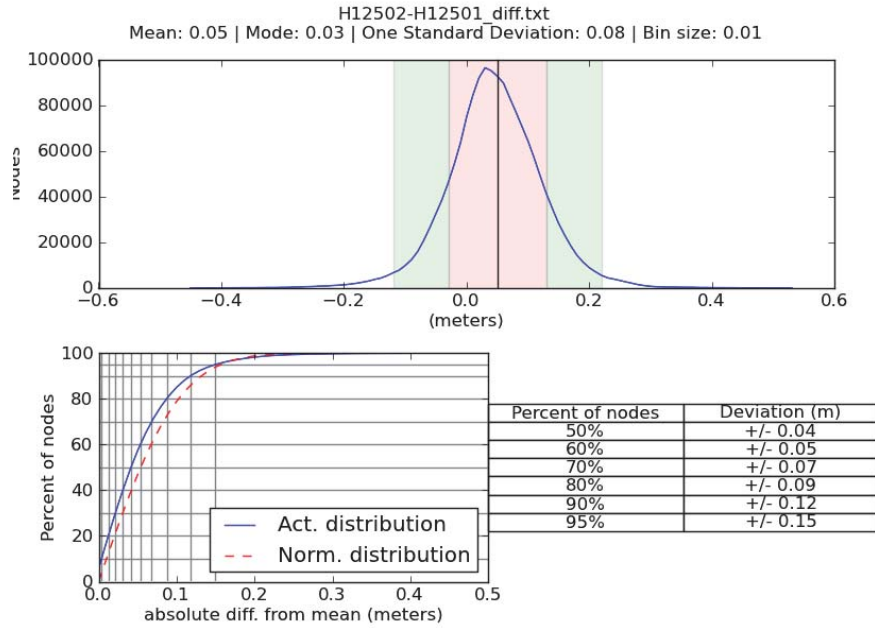 H12502-H12501_diff.txt
Mean: 0.05 | Mode: 0.03 | One Standard Deviation: 0.08 | Bin size: 0.01
100000
80000
60000
40000
20000
0
Nodes
−0.6 −0.4 −0.2 0.0 0.2 0.4 0.6
(meters)
100
80
60
40
20
0
Percent of nodes
Act. distribution
Norm. distribution
0.0 0.1 0.2 0.3 0.4 0.5
absolute diff. from mean (meters)
Percent of nodes Deviation (m)
50% +/- 0.04
60% +/- 0.05
70% +/- 0.07
80% +/- 0.09
90% +/- 0.12
95% +/- 0.15